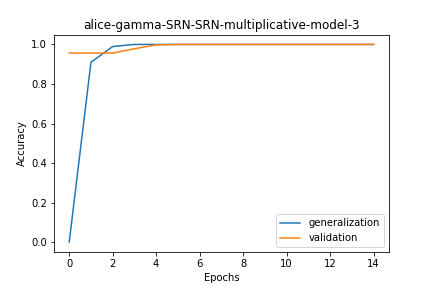 alice-gamma-SRN-SRN-multiplicative-model-3
1.0
0.8
0.6
0.4
0.2
0.0
Accuracy
0 2 4 6 8 10 12 14
Epochs
generalization
validation